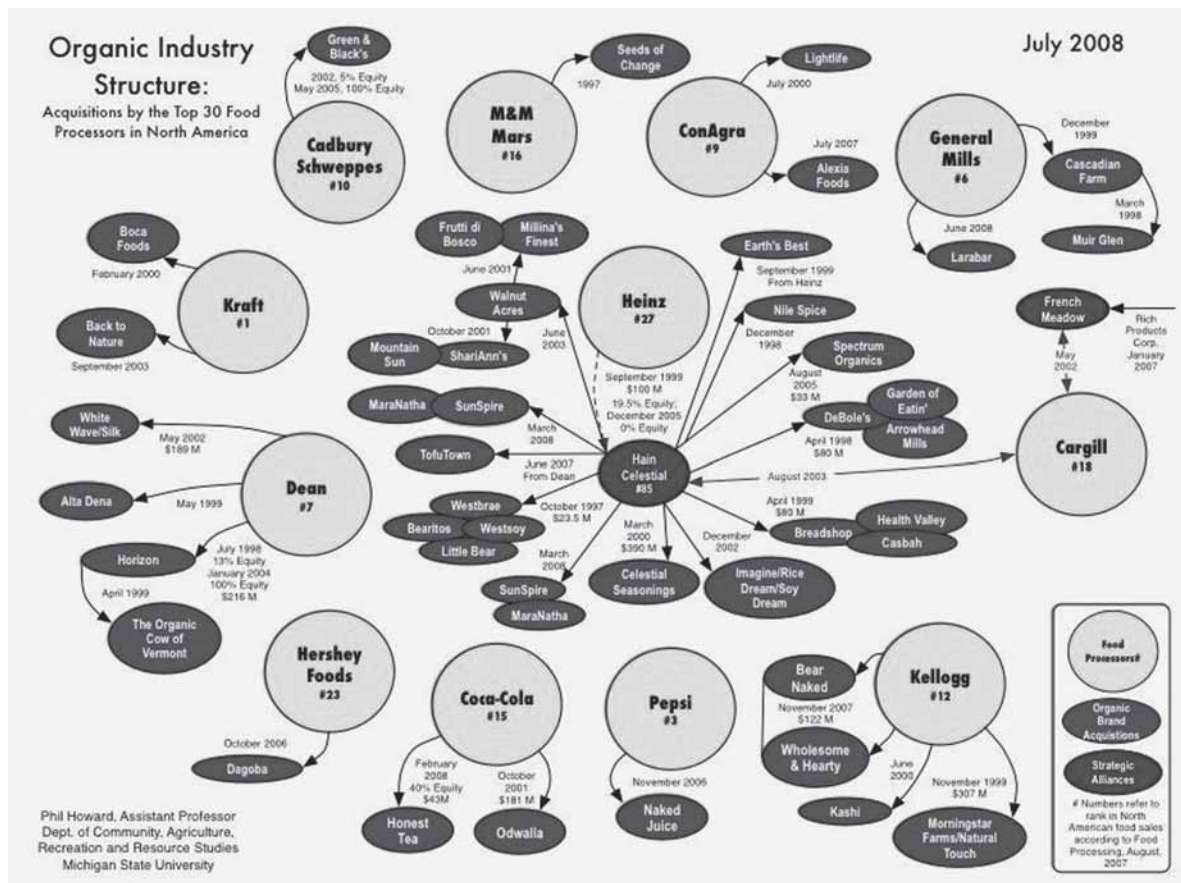 Organic Industry
Structure:
Acquisitions by the Top 30 Food
Processors in North America
July 2008
Green &
Black's
2002, 5% Equity
May 2005, 100% Equity
Cadbury
Schweppes
#10
M&M
Mars
#16
1997
Seeds of
Change
ConAgra
#9
July 2000
Lightlife
July 2007
Alexia
Foods
General
Mills
#6
December
1999
Cascadian
Farm
March
1998
Muir Glen
June 2008
Larabar
Boca
Foods
February 2000
Kraft
#1
Back to
Nature
September 2003
Frutti di
Bosco
Millina's
Finest
June 2001
Walnut
Acres
October 2001
Mountain
Sun
ShariAnn's
June
2003
Heinz
#27
September 1999
$100 M
19.5% Equity;
December 2005
0% Equity
Earth's Best
September 1999
From Heinz
Nile Spice
December
1998
Spectrum
Organics
August
2005
$33 M
French
Meadow
Rich
Products
Corp.
January
2007
May
2002
Cargill
#18
MaraNatha
SunSpire
March
2008
TofuTown
June 2007
From Dean
Hain
Celestial
#85
Garden of
Eatin'
DeBole's
Arrowhead
Mills
April 1998
$80 M
August 2003
White
Wave/Silk
May 2002
$189 M
Dean
#7
Alta Dena
May 1999
Horizon
July 1998
13% Equity
January 2004
100% Equity
$216 M
April 1999
The Organic
Cow of
Vermont
Westbrae
Bearitos
Westsoy
Little Bear
October 1997
$23.5 M
March
2008
SunSpire
MaraNatha
March
2000
$390 M
Celestial
Seasonings
December
2002
Imagine/Rice
Dream/Soy
Dream
April 1999
$80 M
Breadshop
Health Valley
Casbah
Hershey
Foods
#23
October 2006
Dagoba
Coca-Cola
#15
February
2008
40% Equity
$43M
Honest
Tea
October
2001
$181 M
Odwalla
Pepsi
#3
November 2006
Naked
Juice
Kellogg
#12
Bear
Naked
November 2007
$122 M
Wholesome
& Hearty
June
2000
Kashi
November 1999
$307 M
Morningstar
Farms/Natural
Touch
Food
Processors#
Organic
Brand
Acquistions
Strategic
Alliances
# Numbers refer to
rank in North
American food sales
according to Food
Processing, August,
2007
Phil Howard, Assistant Professor
Dept. of Community, Agriculture,
Recreation and Resource Studies
Michigan State University